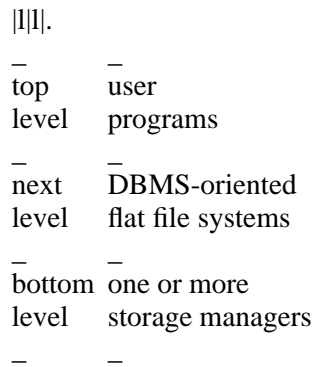 |l|l|.
_ _
top user
level programs
_ _
next DBMS-oriented
level flat file systems
_ _
bottom one or more
level storage managers
_ _